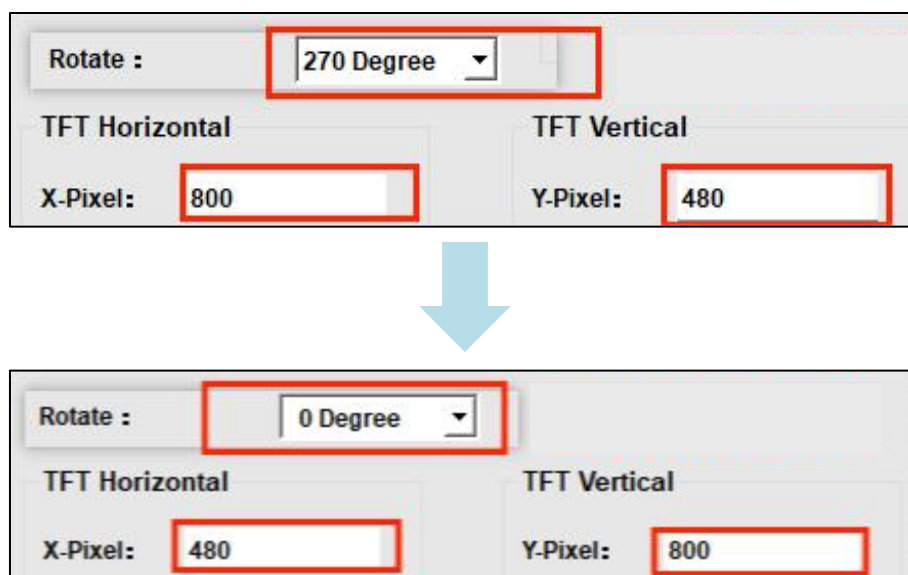 Rotate : 270 Degree
TFT Horizontal TFT Vertical
X-Pixel: 800 Y-Pixel: 480
Rotate : 0 Degree
TFT Horizontal TFT Vertical
X-Pixel: 480 Y-Pixel: 800